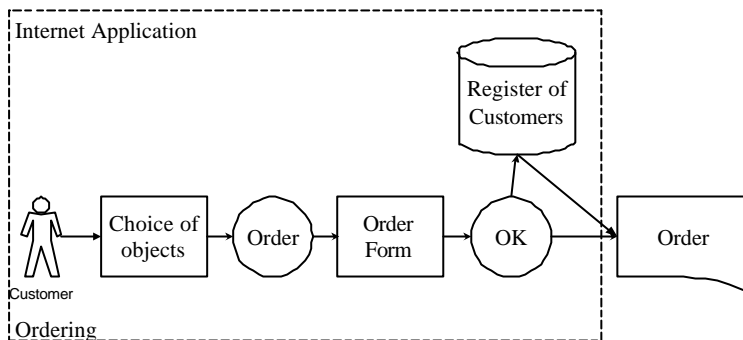 Internet Application
Register of
Customers
Customer
Choice of
objects
Order
Order
Form
OK
Order
Ordering